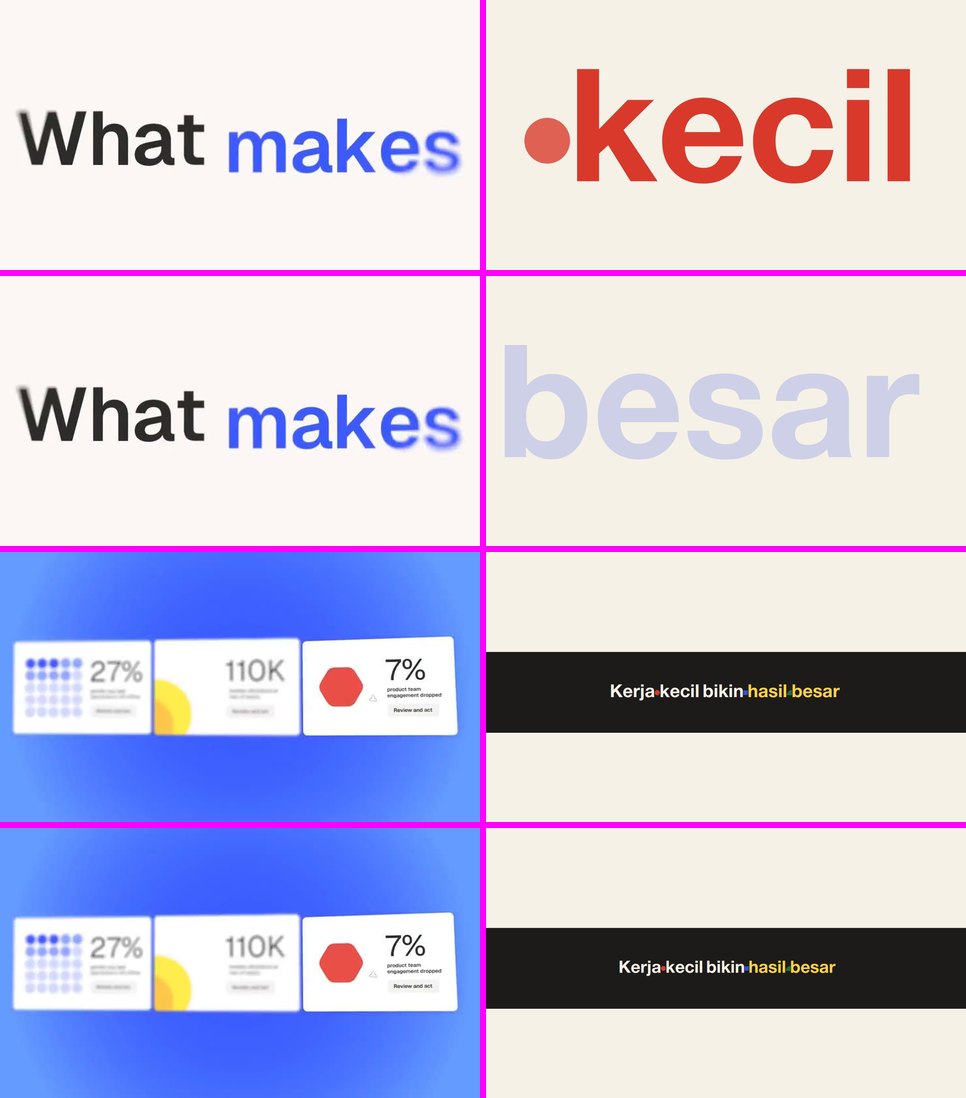 What makes
kecil
What makes
besar
27%
110K
7%
product team
engagement dropped
Review and act
Kerja kecil bikin hasil besar
27%
110K
7%
product team
engagement dropped
Review and act
Kerja kecil bikin hasil besar